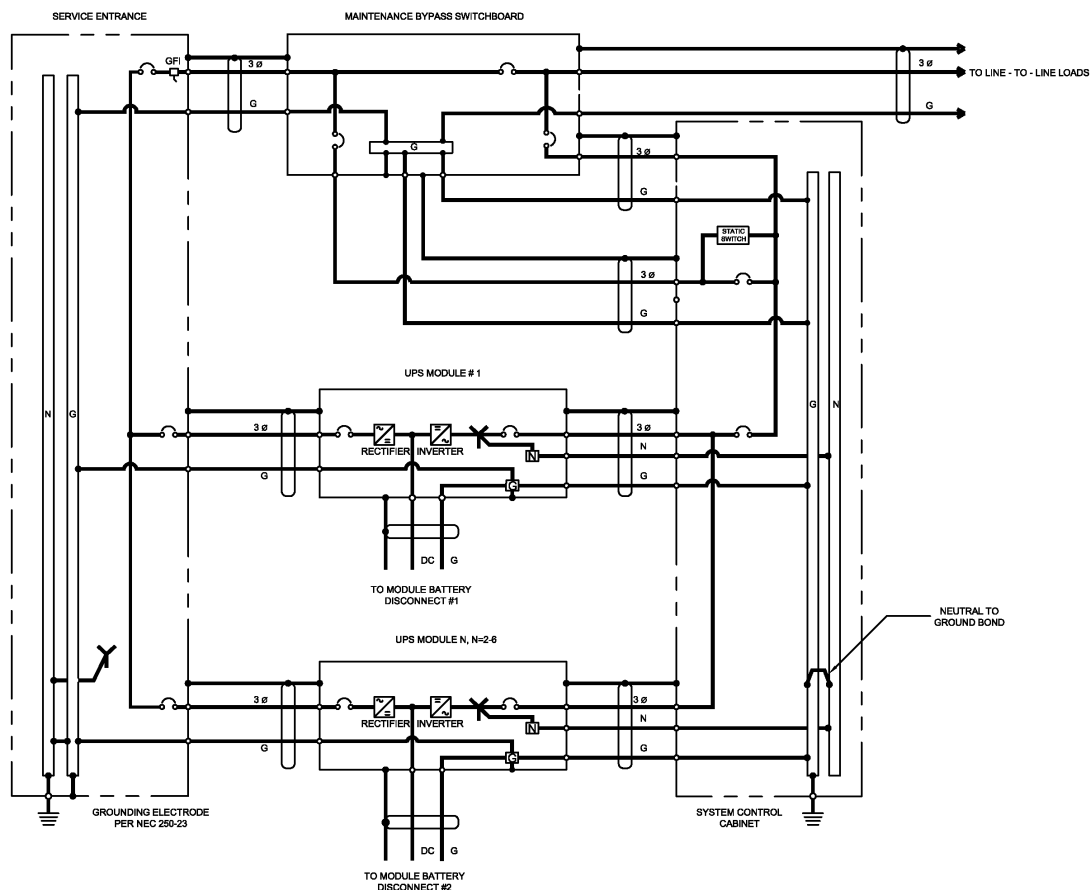 SERVICE ENTRANCE
MAINTENANCE BYPASS SWITCHBOARD
GFI
3 ø
3 ø
TO LINE - TO - LINE LOADS
G
G
G
3 ø
G
STATIC
SWITCH
3 ø
G
UPS MODULE # 1
N
G
G
N
3 ø
3 ø
RECTIFIER
INVERTER
N
N
G
G
G
DC
G
TO MODULE BATTERY
DISCONNECT #1
NEUTRAL TO
GROUND BOND
UPS MODULE N, N=2-6
3 ø
3 ø
RECTIFIER
INVERTER
N
N
G
G
G
GROUNDING ELECTRODE
PER NEC 250-23
SYSTEM CONTROL
CABINET
DC
G
TO MODULE BATTERY
DISCONNECT #2